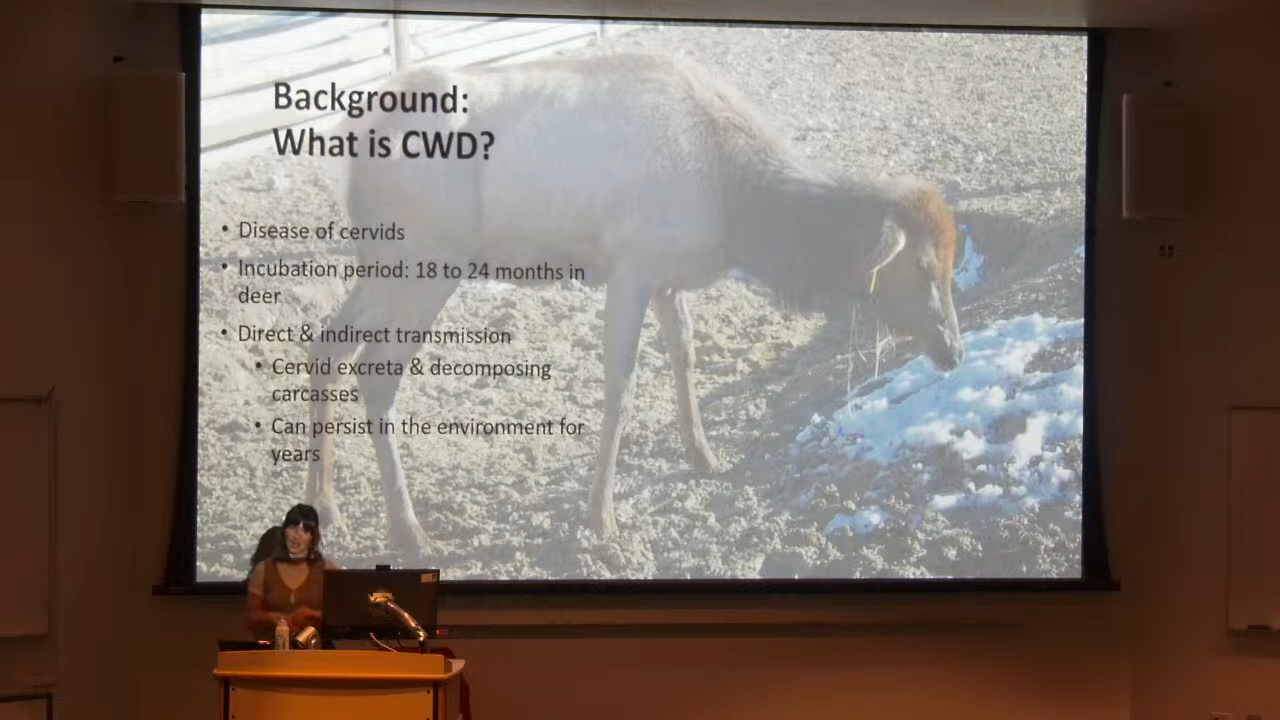 Background:
What is CWD?
• Disease of cervids
• Incubation period: 18 to 24 months in
deer
• Direct & indirect transmission
• Cervid excreta & decomposing
carcasses
• Can persist in the environment for
years